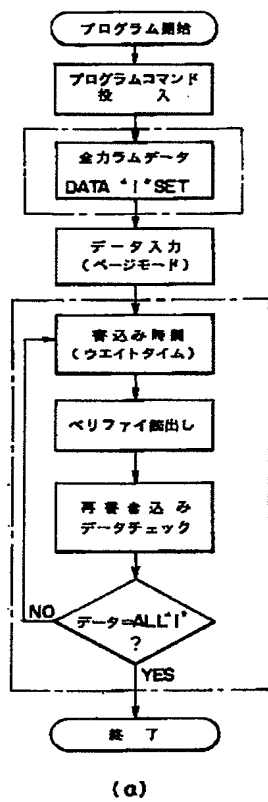 プログラム開始
プログラムコマンド
投入
全カラムデータ
DATA “1” SET
データ入力
(ページモード)
書込み時間
(ウエイトタイム)
ベリファイ読出し
再書き込み
データチェック
NO
データ=ALL“1”
?
YES
終了
(a)